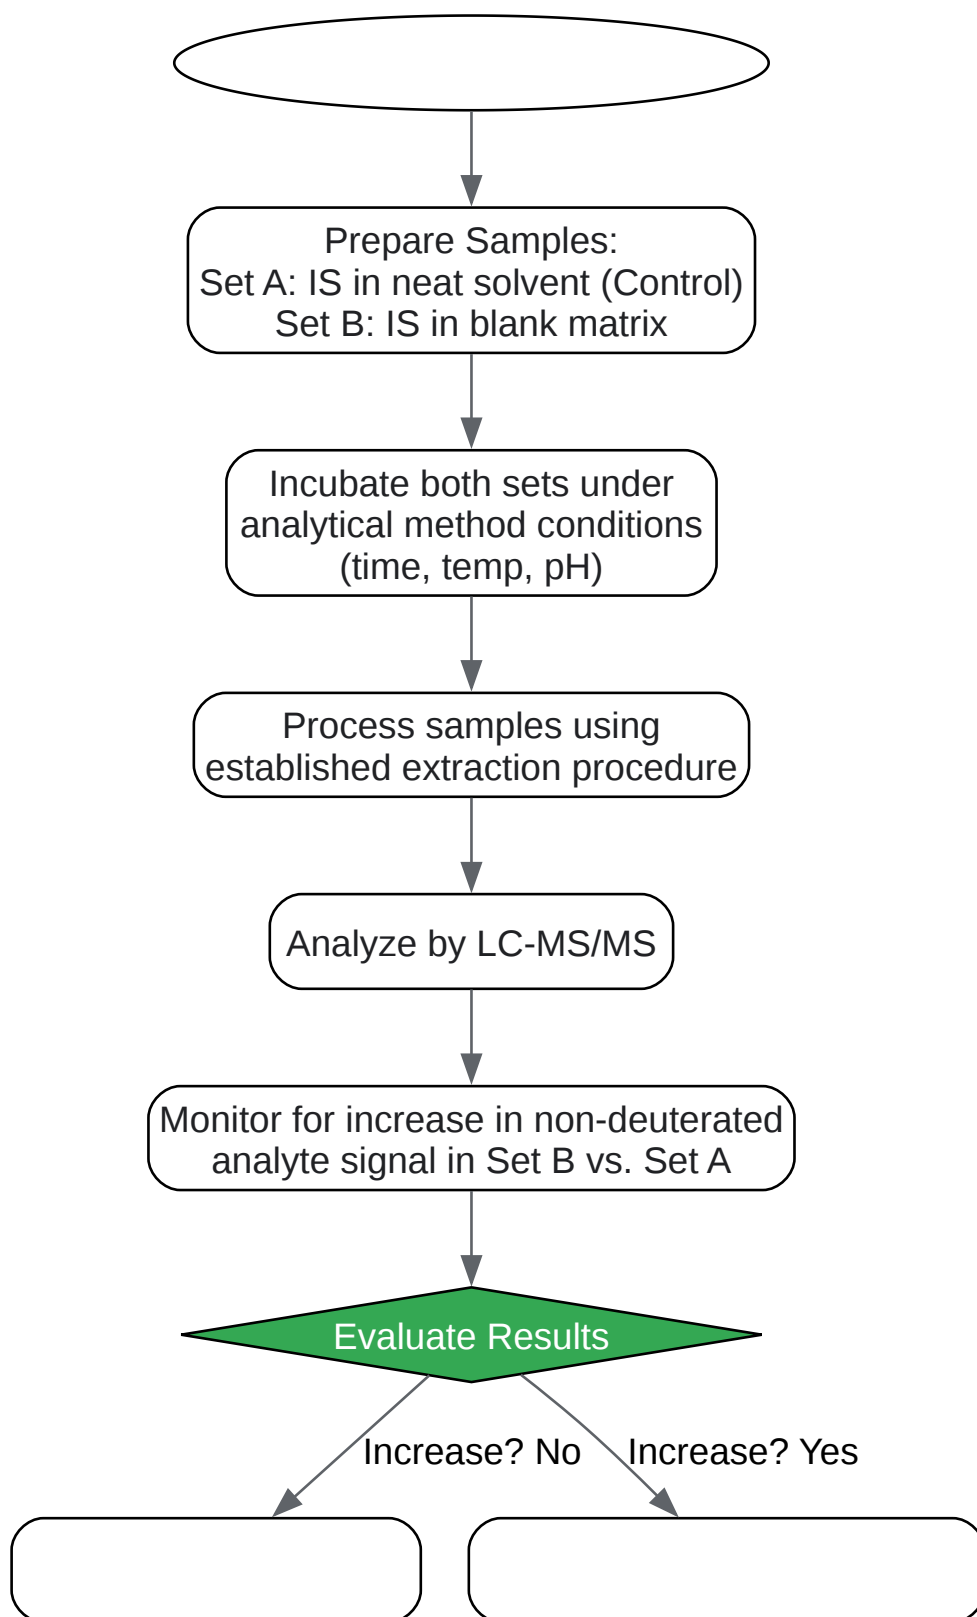 Prepare Samples:
Set A: IS in neat solvent (Control)
Set B: IS in blank matrix
Incubate both sets under
analytical method conditions
(time, temp, pH)
Process samples using
established extraction procedure
Analyze by LC-MS/MS
Monitor for increase in non-deuterated
analyte signal in Set B vs. Set A
Evaluate Results
Increase? No
Increase? Yes